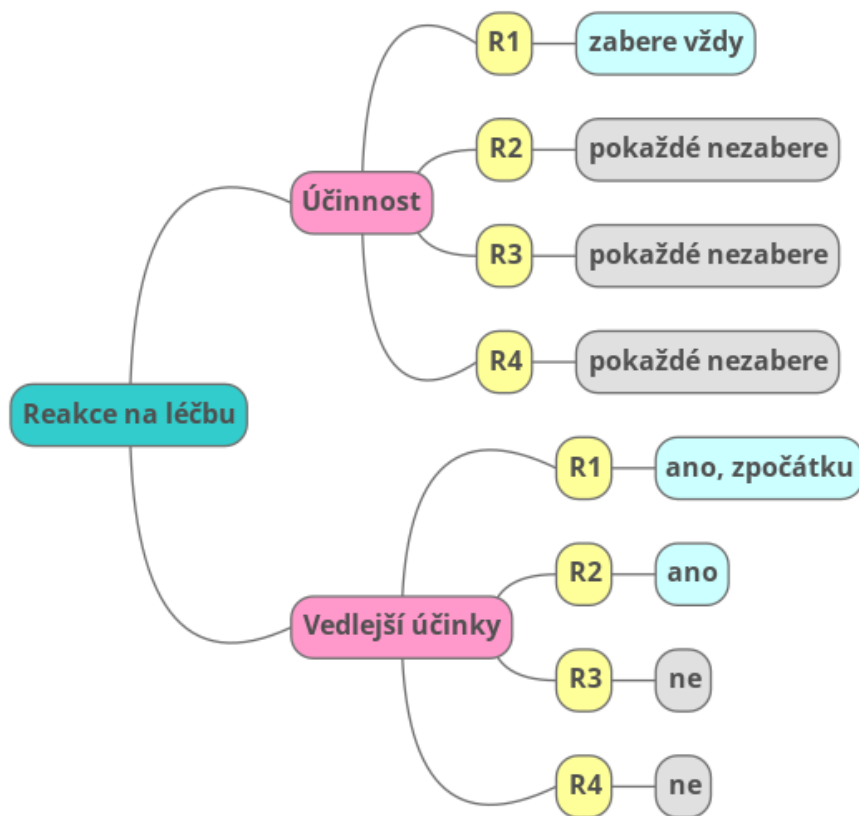 R1
zabere vždy
R2
pokaždé nezabere
Účinnost
R3
pokaždé nezabere
R4
pokaždé nezabere
Reakce na léčbu
R1
ano, zpočátku
R2
ano
Vedlejší účinky
R3
ne
R4
ne